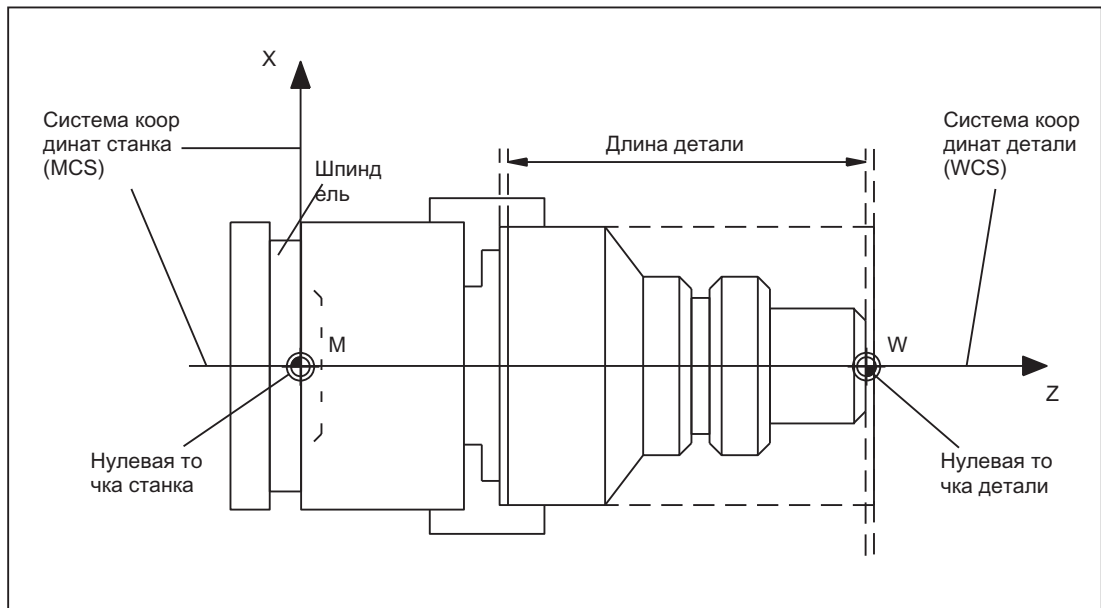 X
Система коор
динат станка
(MCS)
Шпинд
ель
Длина детали
Система коор
динат детали
(WCS)
M
W
Z
Нулевая то
чка станка
Нулевая то
чка детали